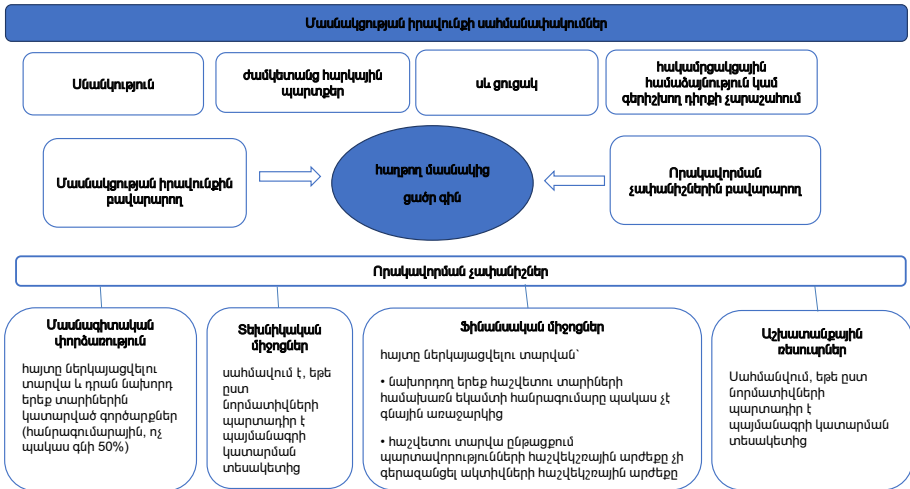 Մասնակցության իրավունքի սահմանափակումներ
Սնանկություն
ժամկետանց հարկային
պարտքեր
սև ցուցակ
հակամրցակցային
համաձայնություն կամ
գերիշխող դիրքի չարաշահում
Մասնակցության իրավունքին
բավարարող
հաղթող մասնակից
ցածր գին
Որակավորման
չափանիշներին բավարարող
Որակավորման չափանիշներ
Մասնագիտական
փորձառություն
հայտը ներկայացվելու
տարվա և դրան նախորդ
երեք տարիներին
կատարված գործարքներ
(հանրագումարային, ոչ
պակաս գնի 50%)
Տեխնիկական
միջոցներ
սահմավում է, եթե
ըստ
նորմատիվների
պարտադիր է
պայմանագրի
կատարման
տեսակետից
Ֆինանսական միջոցներ
հայտը ներկայացվելու տարվան՝
• նախորդող երեք հաշվետու տարիների
համախառն եկամտի հանրագումարը պակաս չէ
գնային առաջարկից
• հաշվետու տարվա ընթացքում
պարտավորությունների հաշվեկշռային արժեքը չի
գերազանցել ակտիվների հաշվեկշռային արժեքը
Աշխատանքային
ռեսուրսներ
Սահմանվում, եթե ըստ
նորմատիվների
պարտադիր է
պայմանագրի կատարման
տեսակետից